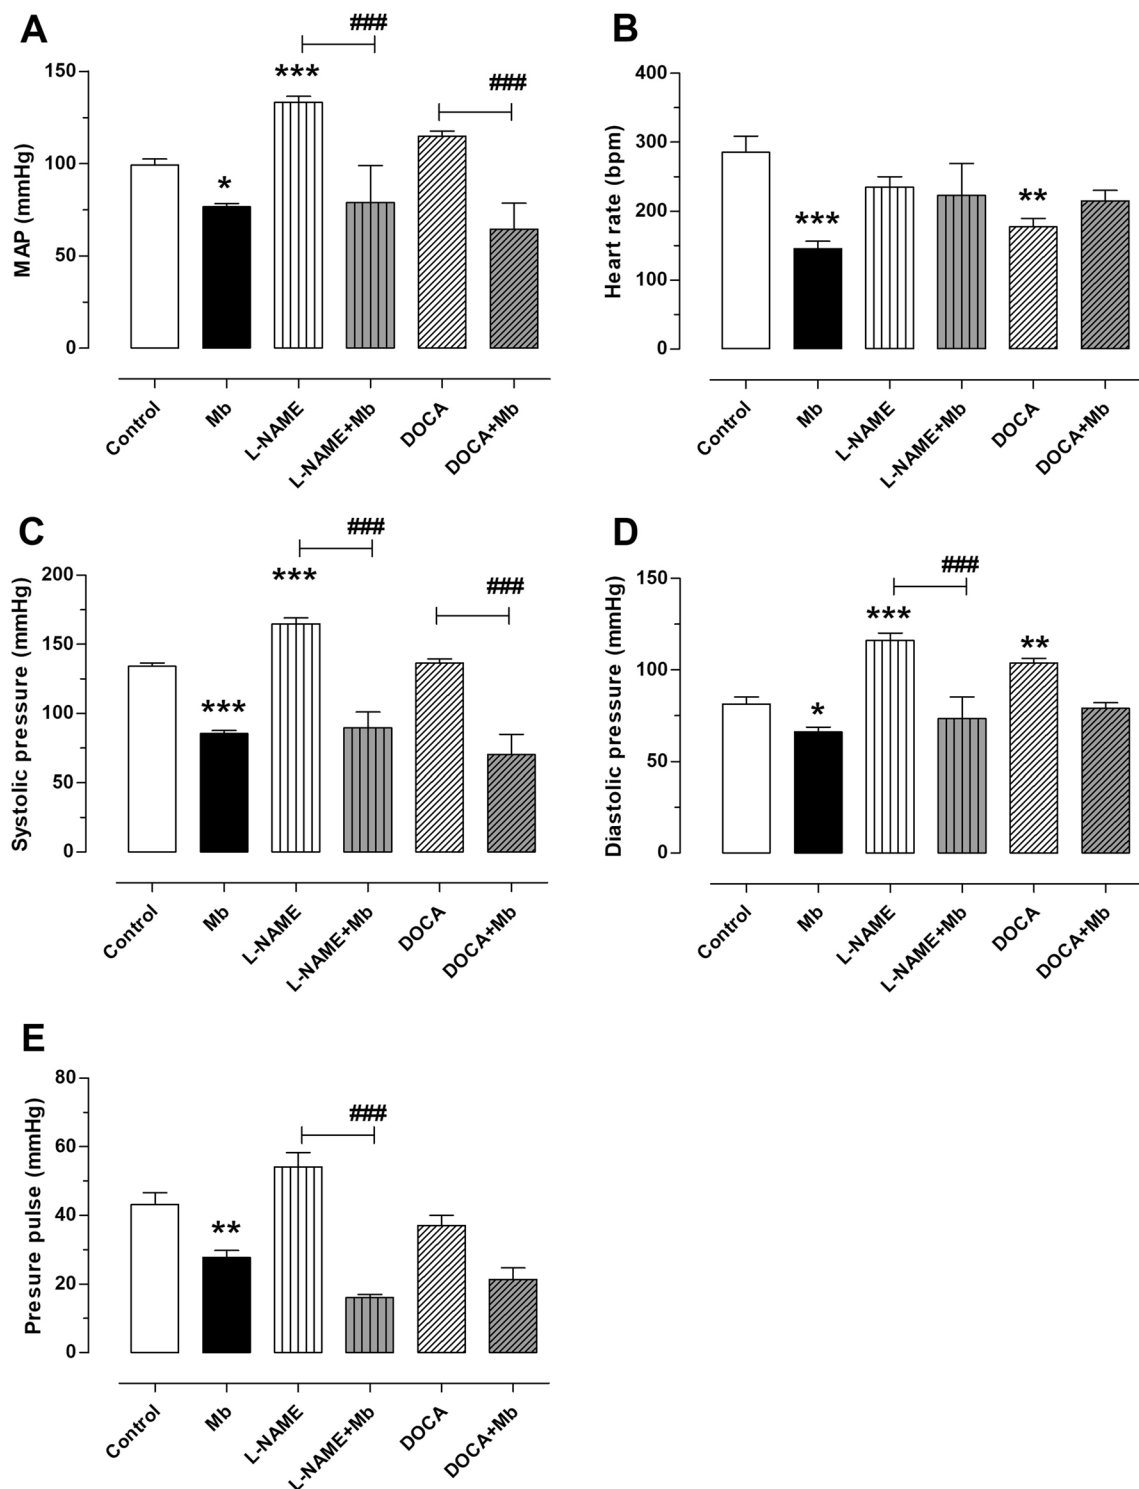 A
###
***
###
*
MAP (mmHg)
150
100
50
0
Control
Mb
L-NAME
L-NAME+Mb
DOCA
DOCA+Mb
B
***
**
Heart rate (bpm)
400
300
200
100
0
Control
Mb
L-NAME
L-NAME+Mb
DOCA
DOCA+Mb
C
###
***
###
***
Systolic pressure (mmHg)
200
150
100
50
0
Control
Mb
L-NAME
L-NAME+Mb
DOCA
DOCA+Mb
D
###
***
**
*
Diastolic pressure (mmHg)
150
100
50
0
Control
Mb
L-NAME
L-NAME+Mb
DOCA
DOCA+Mb
E
###
**
Presure pulse (mmHg)
80
60
40
20
0
Control
Mb
L-NAME
L-NAME+Mb
DOCA
DOCA+Mb